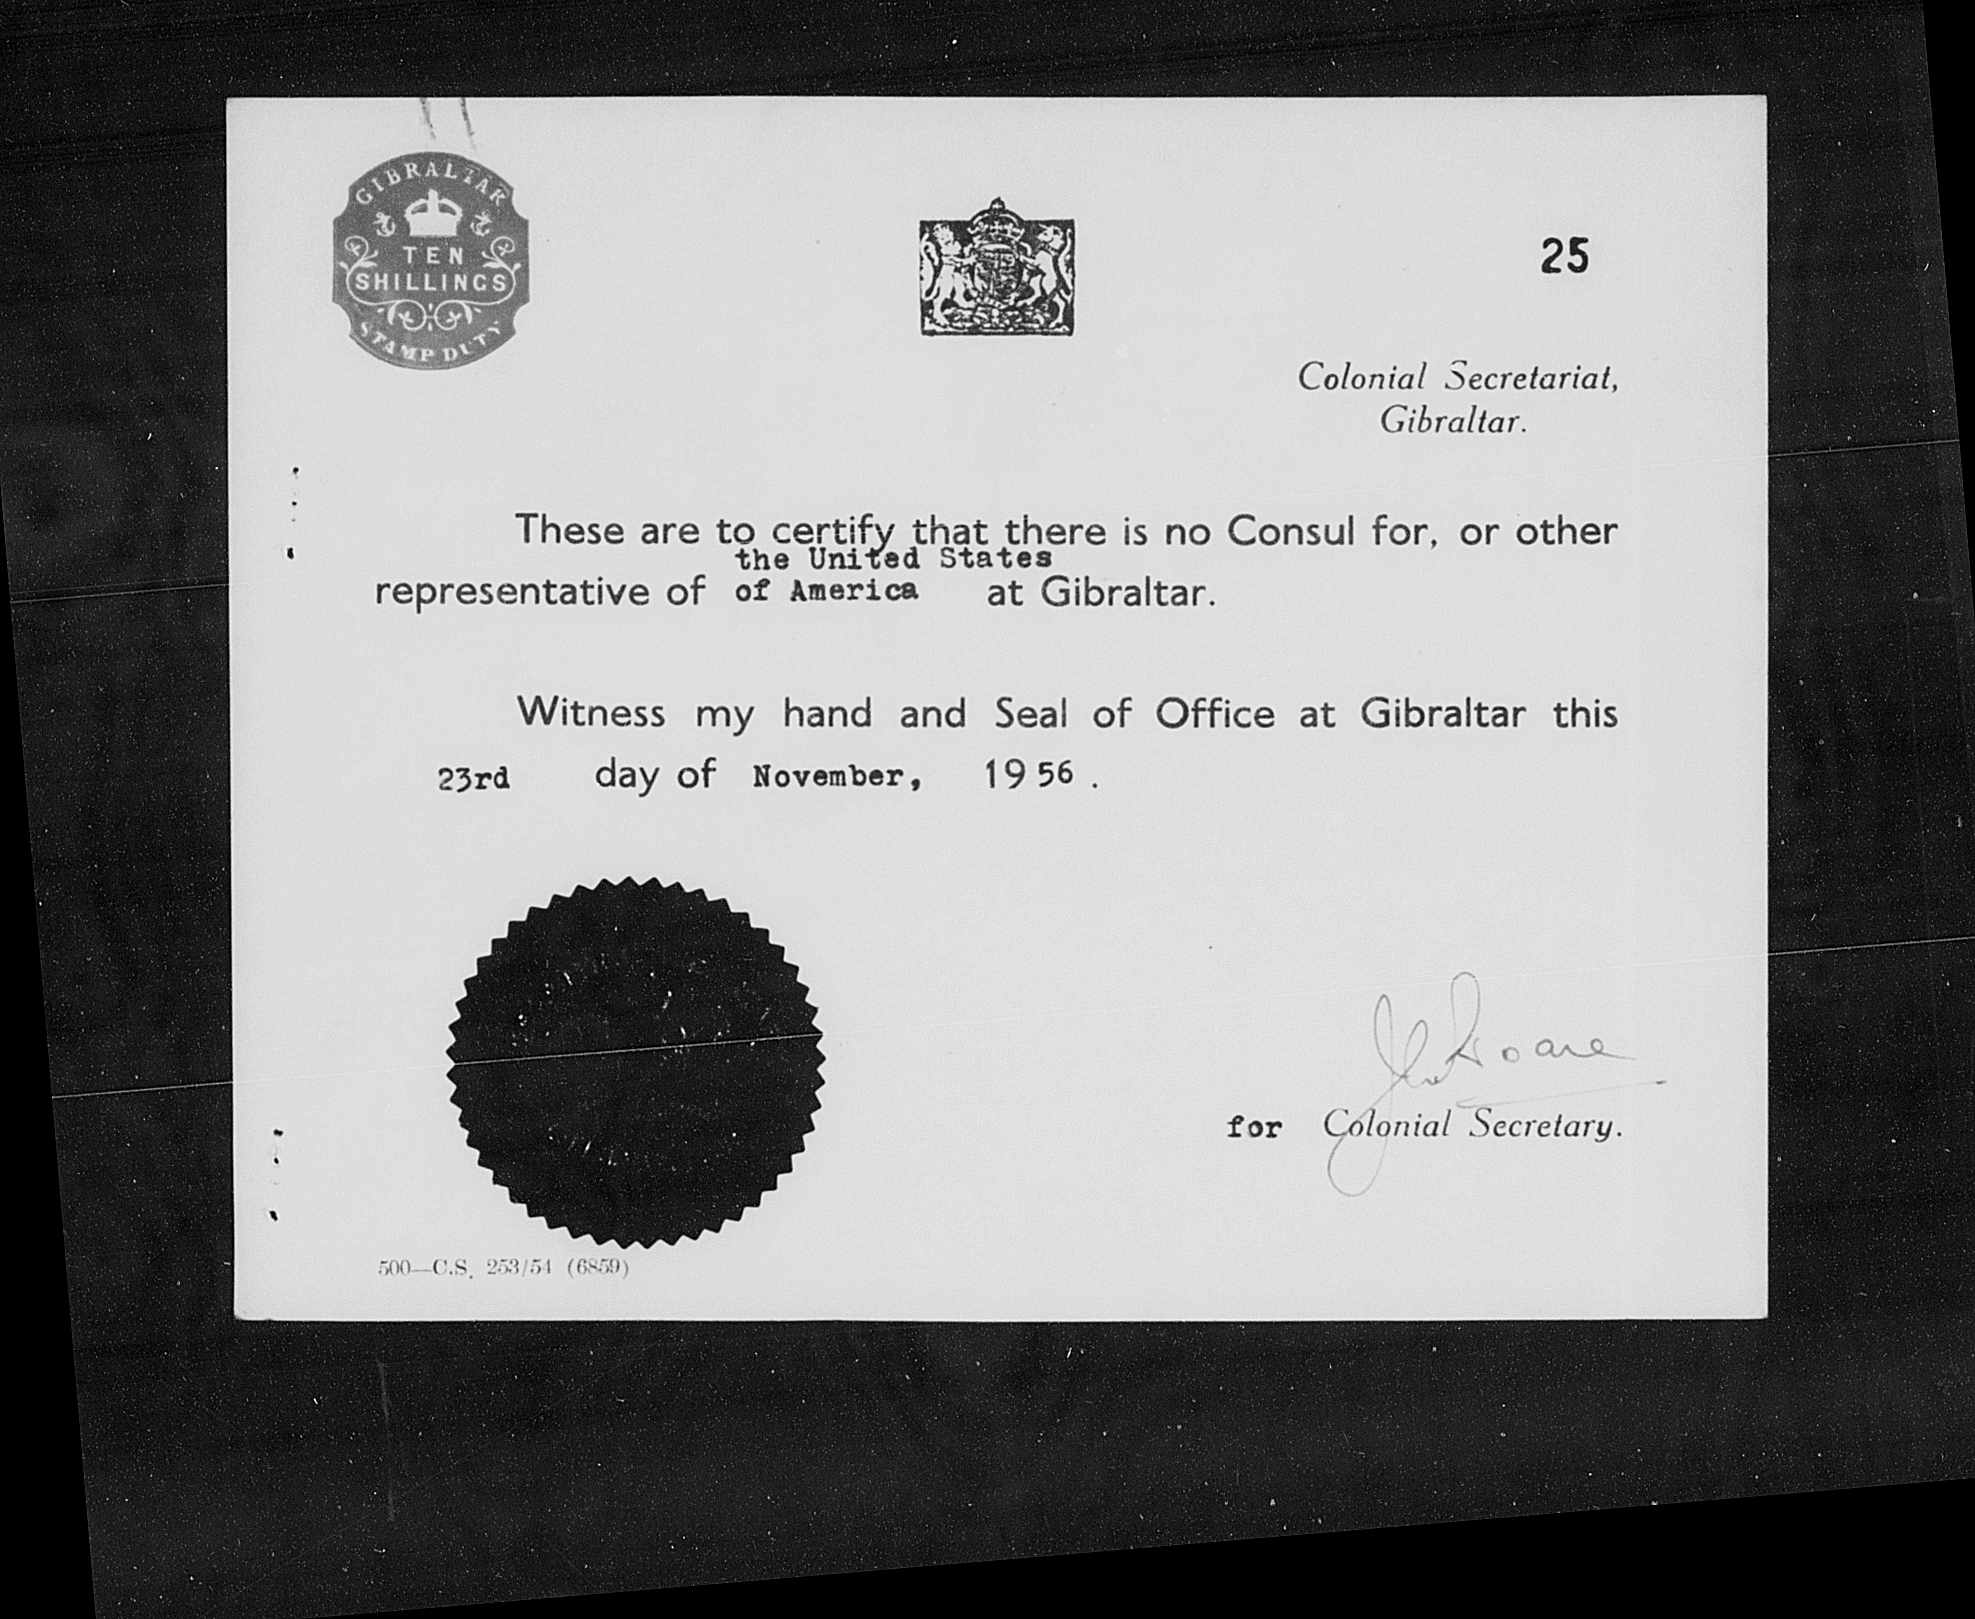 GIBRALTAR
TEN
SHILLINGS
STAMP DUTY
25
Colonial Secretariat,
Gibraltar.
These are to certify that there is no Consul for, or other
the United States
representative of of America at Gibraltar.
Witness my hand and Seal of Office at Gibraltar this
23rd day of November, 1956.
for Colonial Secretary.
500—C.S. 253/54 (6859)